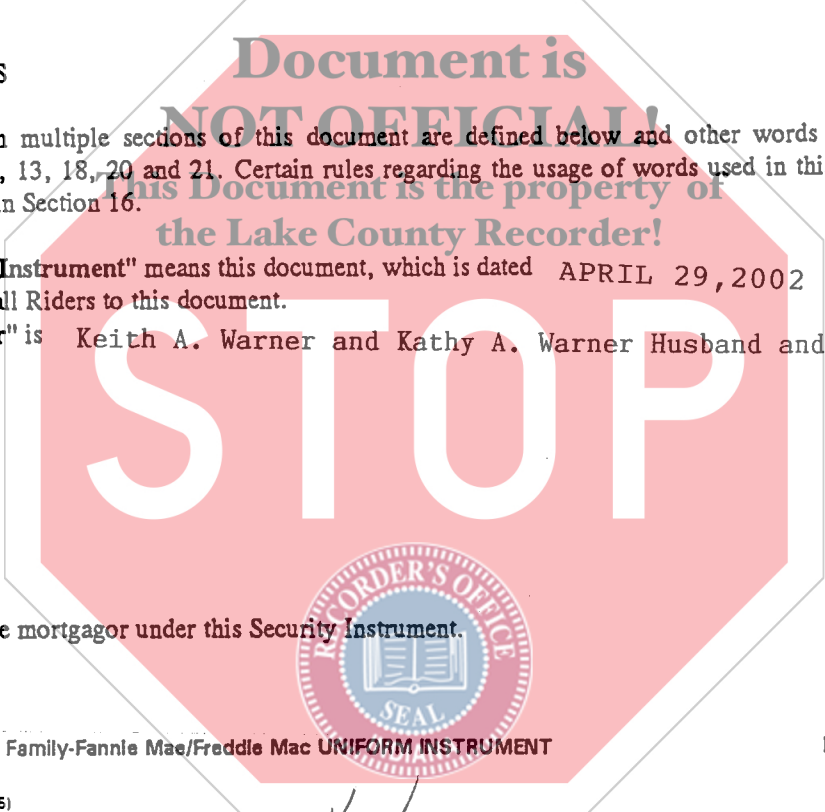 S
Document is
NOT OFFICIAL!
multiple sections of this document are defined below and other words
, 13, 18, 20 and 21. Certain rules regarding the usage of words used in thi
This Document is the property of
n Section 16.
the Lake County Recorder!
Instrument" means this document, which is dated APRIL 29,2002
ll Riders to this document.
r" is Keith A. Warner and Kathy A. Warner Husband and
STOP
RECORDER'S OFFICE
e mortgagor under this Security Instrument.
SEAL
INDIANA
Family-Fannie Mae/Freddie Mac UNIFORM INSTRUMENT